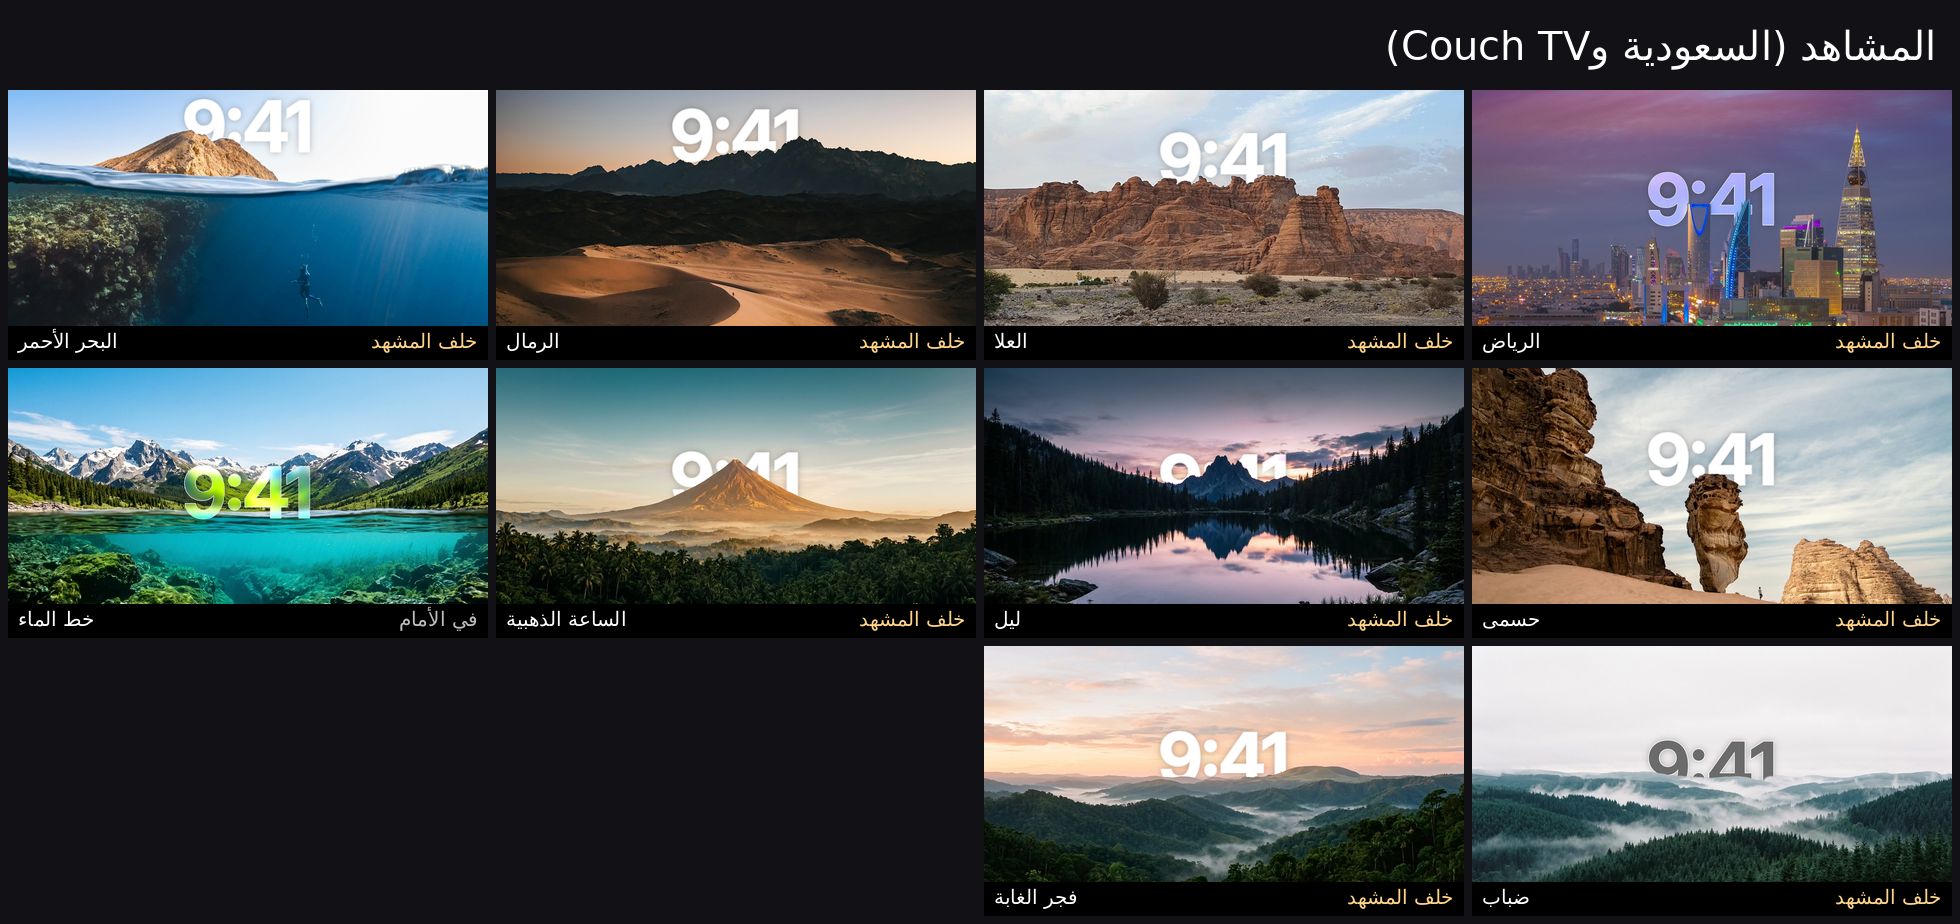 المشاهد (السعودية وCouch TV)
9:41
خلف المشهد الرياض
9:41
خلف المشهد العلا
9:41
خلف المشهد الرمال
9:41
خلف المشهد البحر الأحمر
9:41
خلف المشهد حسمى
9:41
خلف المشهد ليل
9:41
خلف المشهد الساعة الذهبية
9:41
في الأمام خط الماء
9:41
خلف المشهد ضباب
9:41
خلف المشهد فجر الغابة